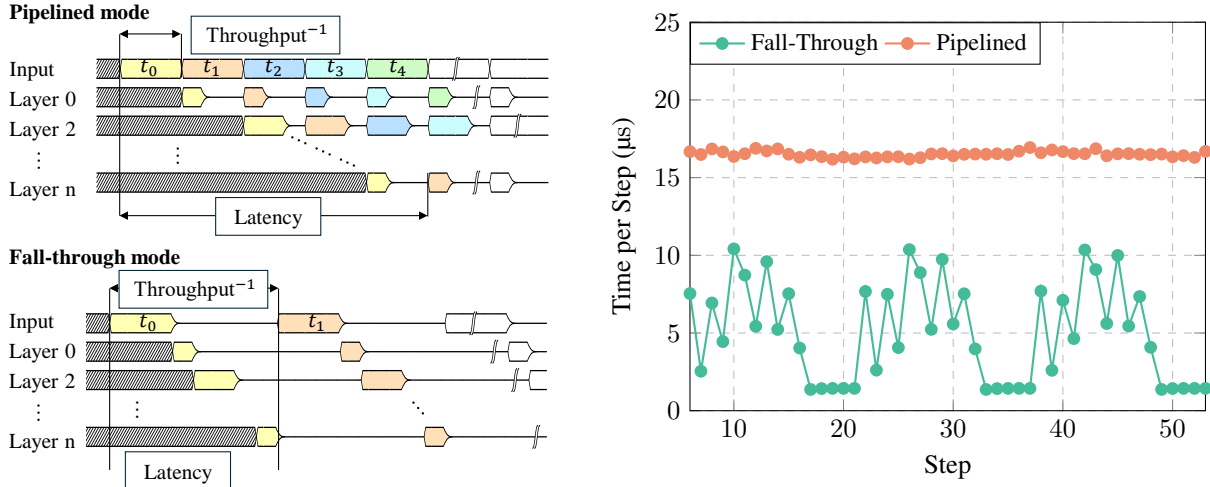 Pipelined mode
Throughput⁻¹
Input t₀ t₁ t₂ t₃ t₄
Layer 0
Layer 2
Layer n
Latency
Fall-through mode
Throughput⁻¹
Input t₀ t₁
Layer 0
Layer 2
Layer n
Latency
Fall-Through Pipelined
Time per Step (µs)
25
20
15
10
5
0
10 20 30 40 50
Step